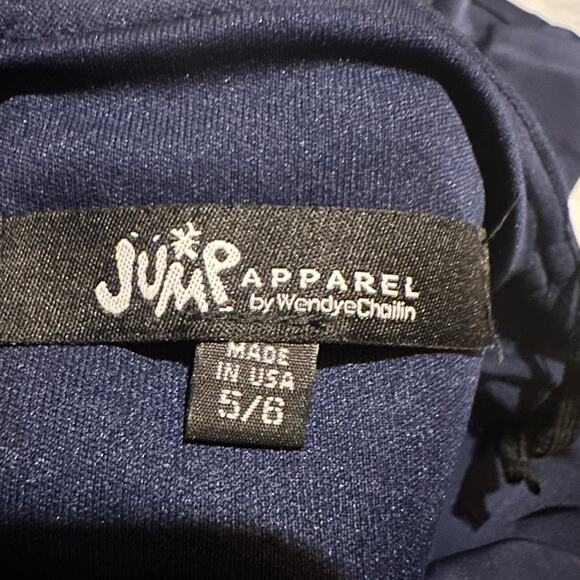 JUMP APPAREL
by WendyeChaitin
MADE
IN USA
5/6